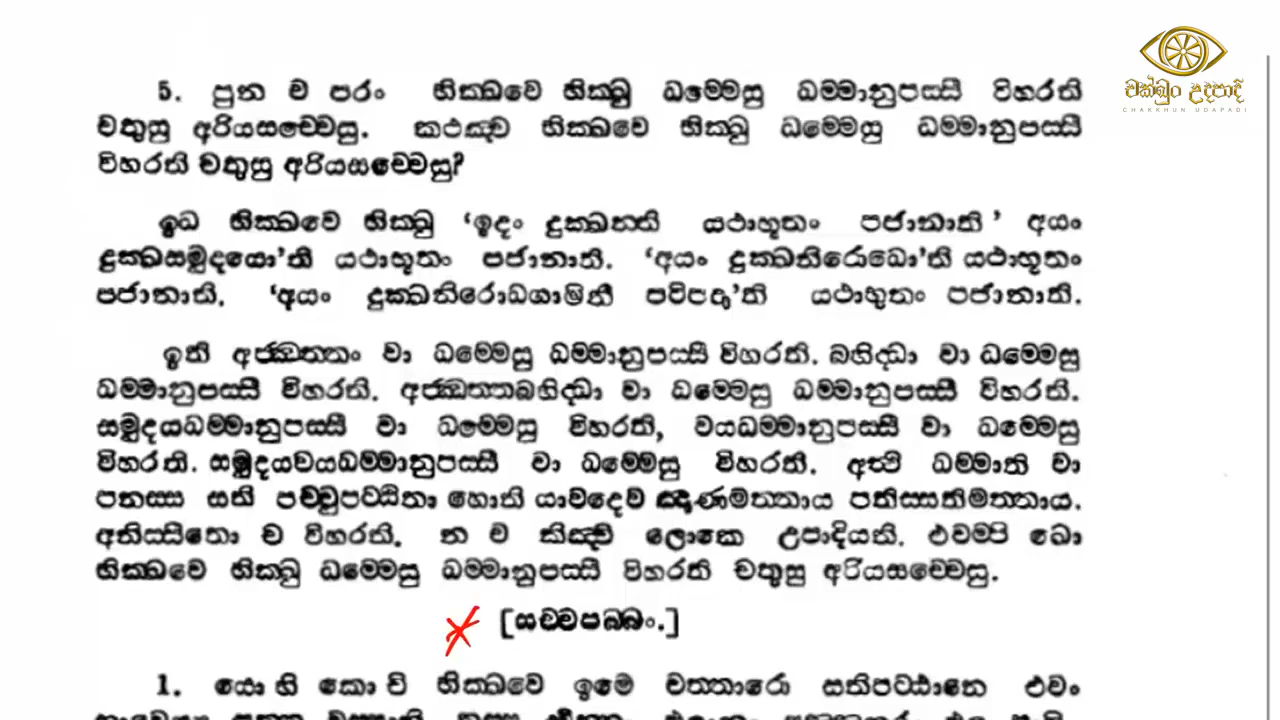 චක්ඛුං උදපාදි
CHAKKHUN UDAPADI
5. පුන ච පරං භික්ඛවෙ භික්ඛු ධම්මෙසු ධම්මානුපස්සී විහරති
චතුසු අරියසච්චෙසු. කථඤ්ච භික්ඛවෙ භික්ඛු ධම්මෙසු ධම්මානුපස්සී
විහරති චතුසු අරියසච්චෙසු?
ඉධ භික්ඛවෙ භික්ඛු ‘ඉදං දුක්ඛන්ති යථාභූතං පජානාති’ අයං
දුක්ඛසමුදයො’ති යථාභූතං පජානාති. ‘අයං දුක්ඛනිරොධො’ති යථාභූතං
පජානාති. ‘අයං දුක්ඛනිරොධගාමිනී පටිපදා’ති යථාභූතං පජානාති.
ඉති අජ්ඣත්තං වා ධම්මෙසු ධම්මානුපස්සී විහරති. බහිද්ධා වා ධම්මෙසු
ධම්මානුපස්සී විහරති. අජ්ඣත්තබහිද්ධා වා ධම්මෙසු ධම්මානුපස්සී විහරති.
සමුදයධම්මානුපස්සී වා ධම්මෙසු විහරති, වයධම්මානුපස්සී වා ධම්මෙසු
විහරති. සමුදයවයධම්මානුපස්සී වා ධම්මෙසු විහරති. අත්ථි ධම්මාති වා
පනස්ස සති පච්චුපට්ඨිතා හොති යාවදෙව ඤාණමත්තාය පතිස්සතිමත්තාය.
අනිස්සිතො ච විහරති. න ච කිඤ්චි ලොකෙ උපාදියති. එවම්පි ඛො
භික්ඛවෙ භික්ඛු ධම්මෙසු ධම්මානුපස්සී විහරති චතුසු අරියසච්චෙසු.
[සච්චපබ්බං.]
1. යො හි කො චි භික්ඛවෙ ඉමෙ චත්තාරො සතිපට්ඨානෙ එවං